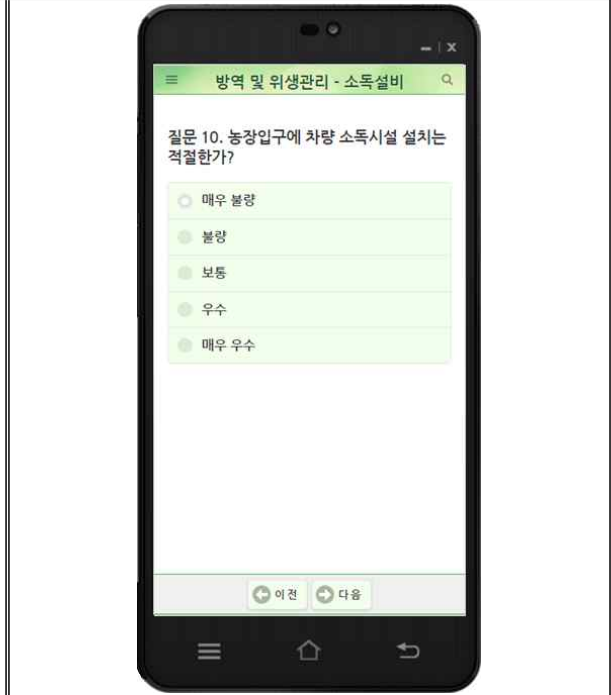 방역 및 위생관리 - 소독설비
질문 10. 농장입구에 차량 소독시설 설치는
적절한가?
매우 불량
불량
보통
우수
매우 우수
이전 다음